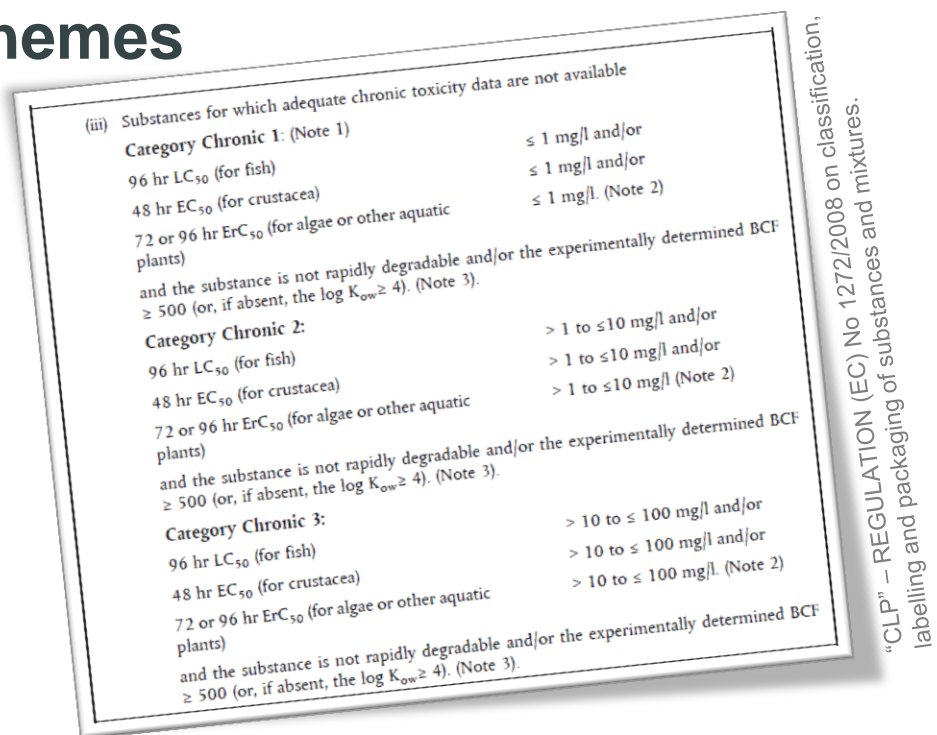 hemes
(iii) Substances for which adequate chronic toxicity data are not available
Category Chronic 1: (Note 1)
96 hr LC50 (for fish) ≤ 1 mg/l and/or
48 hr EC50 (for crustacea) ≤ 1 mg/l and/or
72 or 96 hr ErC50 (for algae or other aquatic ≤ 1 mg/l. (Note 2)
plants)
and the substance is not rapidly degradable and/or the experimentally determined BCF
≥ 500 (or, if absent, the log Kow≥ 4). (Note 3).
Category Chronic 2:
96 hr LC50 (for fish) > 1 to ≤10 mg/l and/or
48 hr EC50 (for crustacea) > 1 to ≤10 mg/l and/or
72 or 96 hr ErC50 (for algae or other aquatic > 1 to ≤10 mg/l (Note 2)
plants)
and the substance is not rapidly degradable and/or the experimentally determined BCF
≥ 500 (or, if absent, the log Kow≥ 4). (Note 3).
Category Chronic 3:
96 hr LC50 (for fish) > 10 to ≤ 100 mg/l and/or
48 hr EC50 (for crustacea) > 10 to ≤ 100 mg/l and/or
72 or 96 hr ErC50 (for algae or other aquatic > 10 to ≤ 100 mg/l. (Note 2)
plants)
and the substance is not rapidly degradable and/or the experimentally determined BCF
≥ 500 (or, if absent, the log Kow≥ 4). (Note 3).
“CLP” – REGULATION (EC) No 1272/2008 on classification,
labelling and packaging of substances and mixtures.